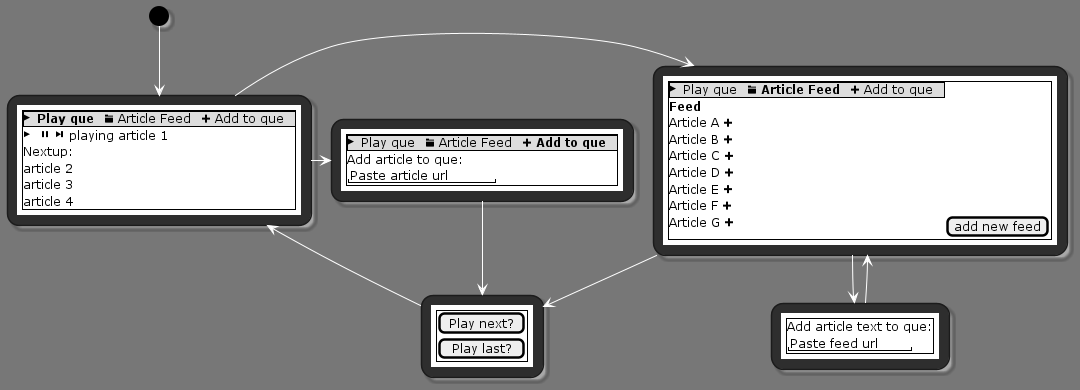 Play que Article Feed + Add to que
playing article 1
Nextup:
article 2
article 3
article 4
Play que Article Feed + Add to que
Add article to que:
Paste article url
Play que Article Feed + Add to que
Feed
Article A +
Article B +
Article C +
Article D +
Article E +
Article F +
Article G +
add new feed
Play next?
Play last?
Add article text to que:
Paste feed url